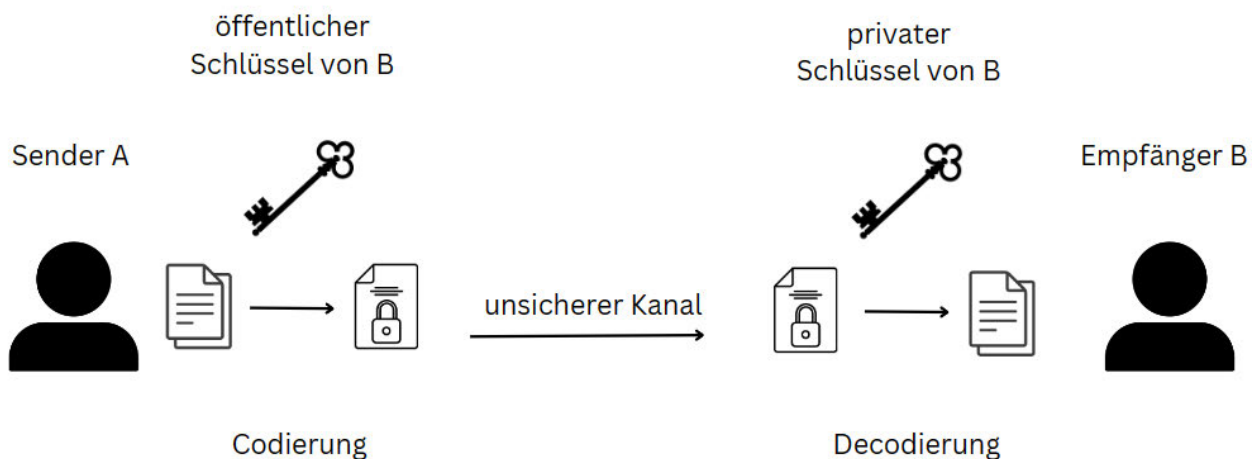 öffentlicher
Schlüssel von B
privater
Schlüssel von B
Sender A
Empfänger B
unsicherer Kanal
Codierung
Decodierung